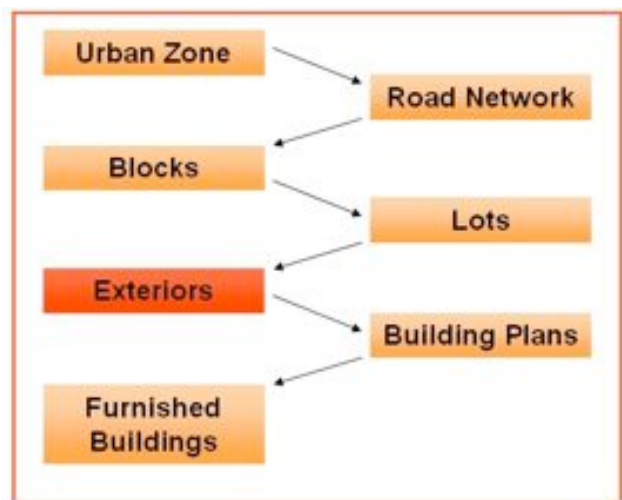 Urban Zone
Road Network
Blocks
Lots
Exteriors
Building Plans
Furnished
Buildings